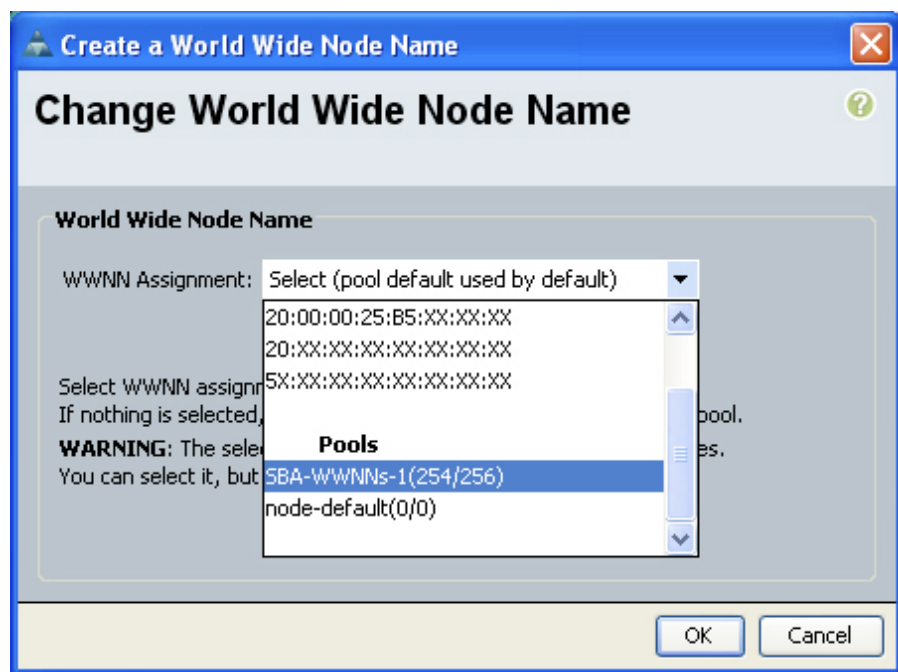 Create a World Wide Node Name
Change World Wide Node Name
World Wide Node Name
WWNN Assignment: Select (pool default used by default)
20:00:00:25:B5:XX:XX:XX
20:XX:XX:XX:XX:XX:XX:XX
5X:XX:XX:XX:XX:XX:XX:XX
Pools
SBA-WWNNs-1(254/256)
node-default(0/0)
Select WWNN
If nothing is selected, pool.
WARNING: The
You can select it, but
OK Cancel